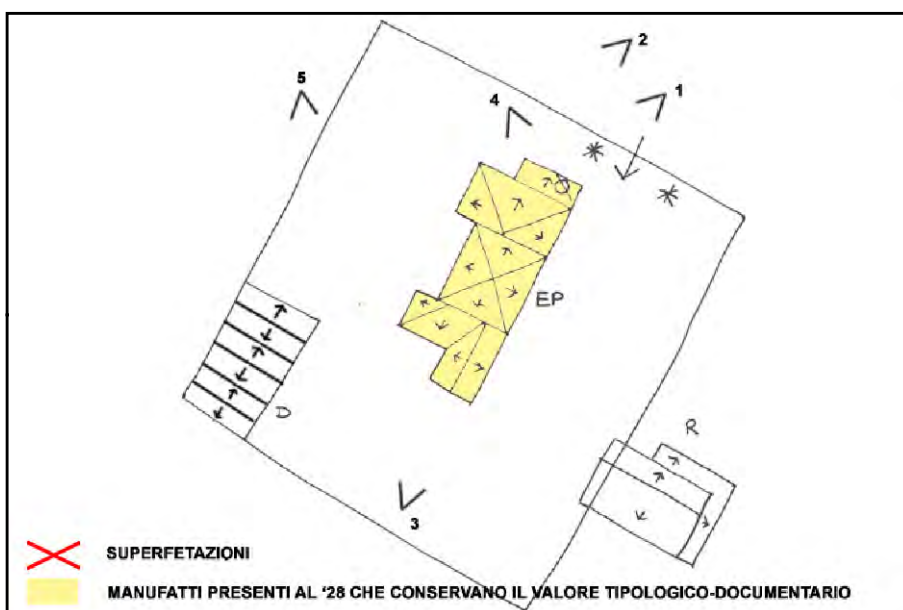 2
5
1
4
EP
R
D
3
SUPERFETAZIONI
MANUFATTI PRESENTI AL '28 CHE CONSERVANO IL VALORE TIPOLOGICO-DOCUMENTARIO